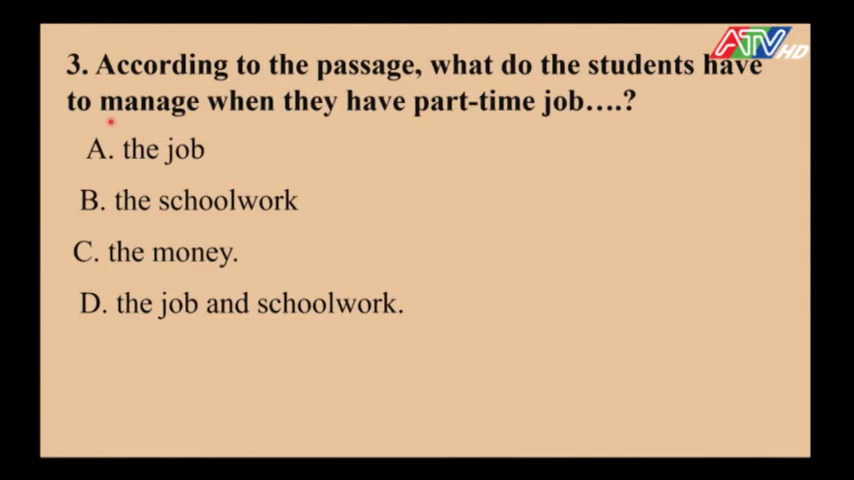 ATV HD
3. According to the passage, what do the students have
to manage when they have part-time job….?
A. the job
B. the schoolwork
C. the money.
D. the job and schoolwork.